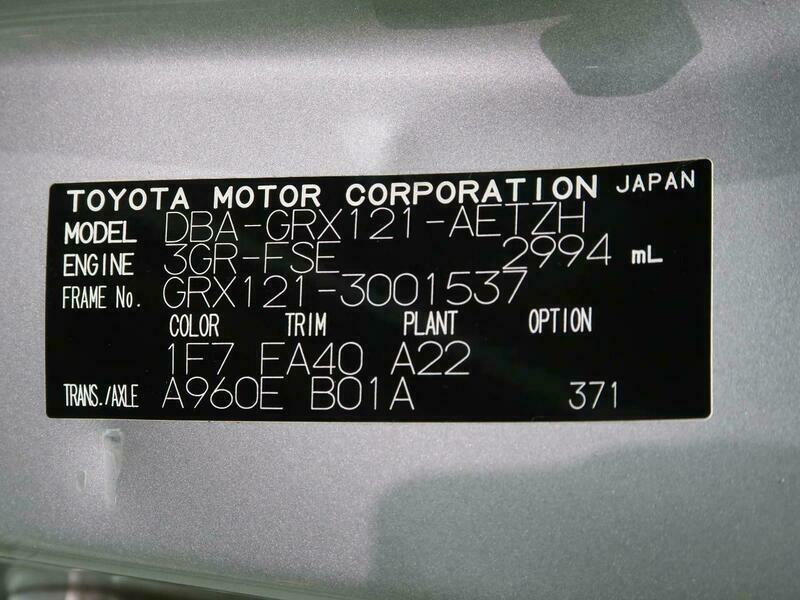 TOYOTA MOTOR CORPORATION JAPAN
MODEL DBA-GRX121-AETZH
ENGINE 3GR-FSE 2994 mL
FRAME No. GRX121-3001537
COLOR TRIM PLANT OPTION
1F7 FA40 A22
TRANS./AXLE A960E B01A 371